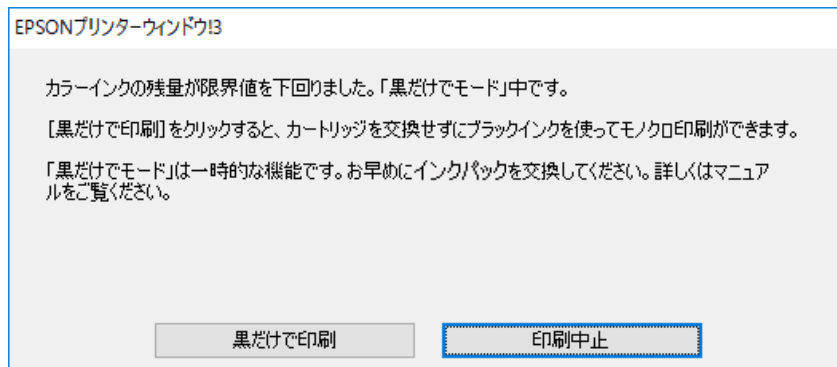 EPSONプリンターウィンドウ!3
カラーインクの残量が限界値を下回りました。「黒だけでモード」中です。
[黒だけで印刷]をクリックすると、カートリッジを交換せずにブラックインクを使ってモノクロ印刷ができます。
「黒だけでモード」は一時的な機能です。お早めにインクパックを交換してください。詳しくはマニュア
ルをご覧ください。
黒だけで印刷
印刷中止